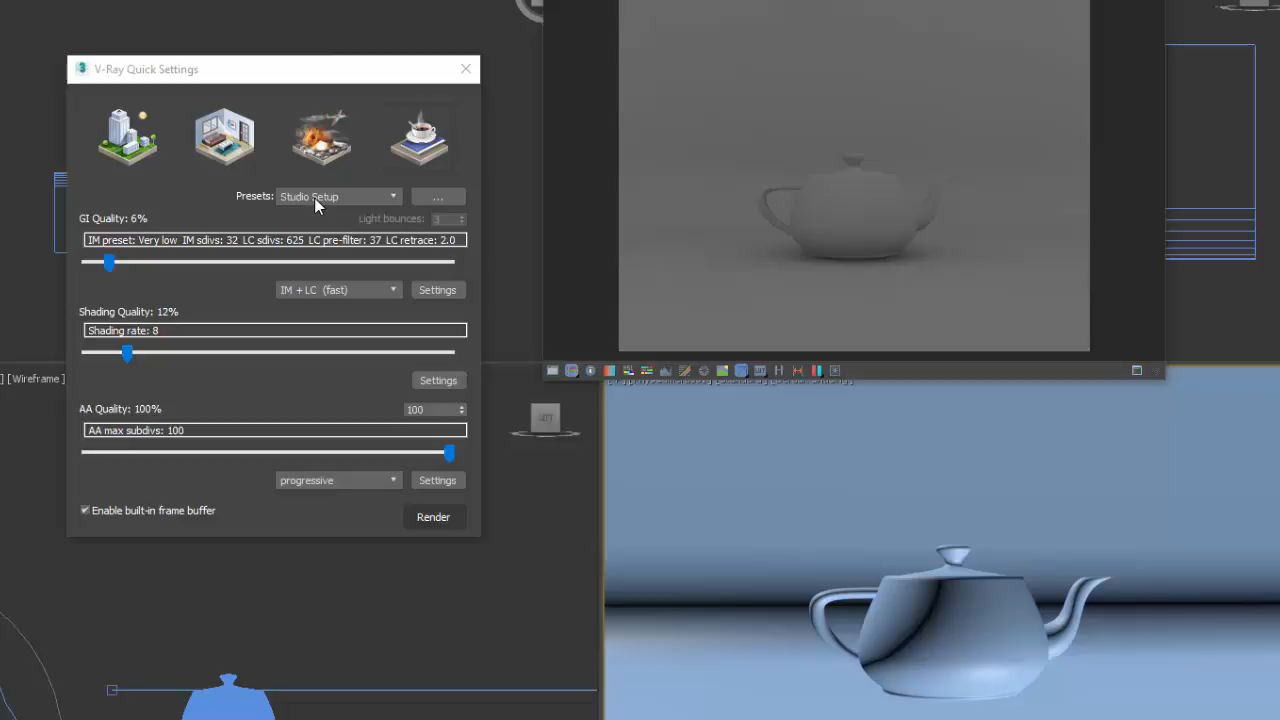 V-Ray Quick Settings
Presets: Studio Setup ...
GI Quality: 6% Light bounces: 3
IM preset: Very low IM sdivs: 32 LC sdivs: 625 LC pre-filter: 37 LC retrace: 2.0
IM + LC (fast) Settings
Shading Quality: 12%
Shading rate: 8
] [Wireframe ]
Settings
AA Quality: 100% 100
AA max subdivs: 100
progressive Settings
Enable built-in frame buffer
Render